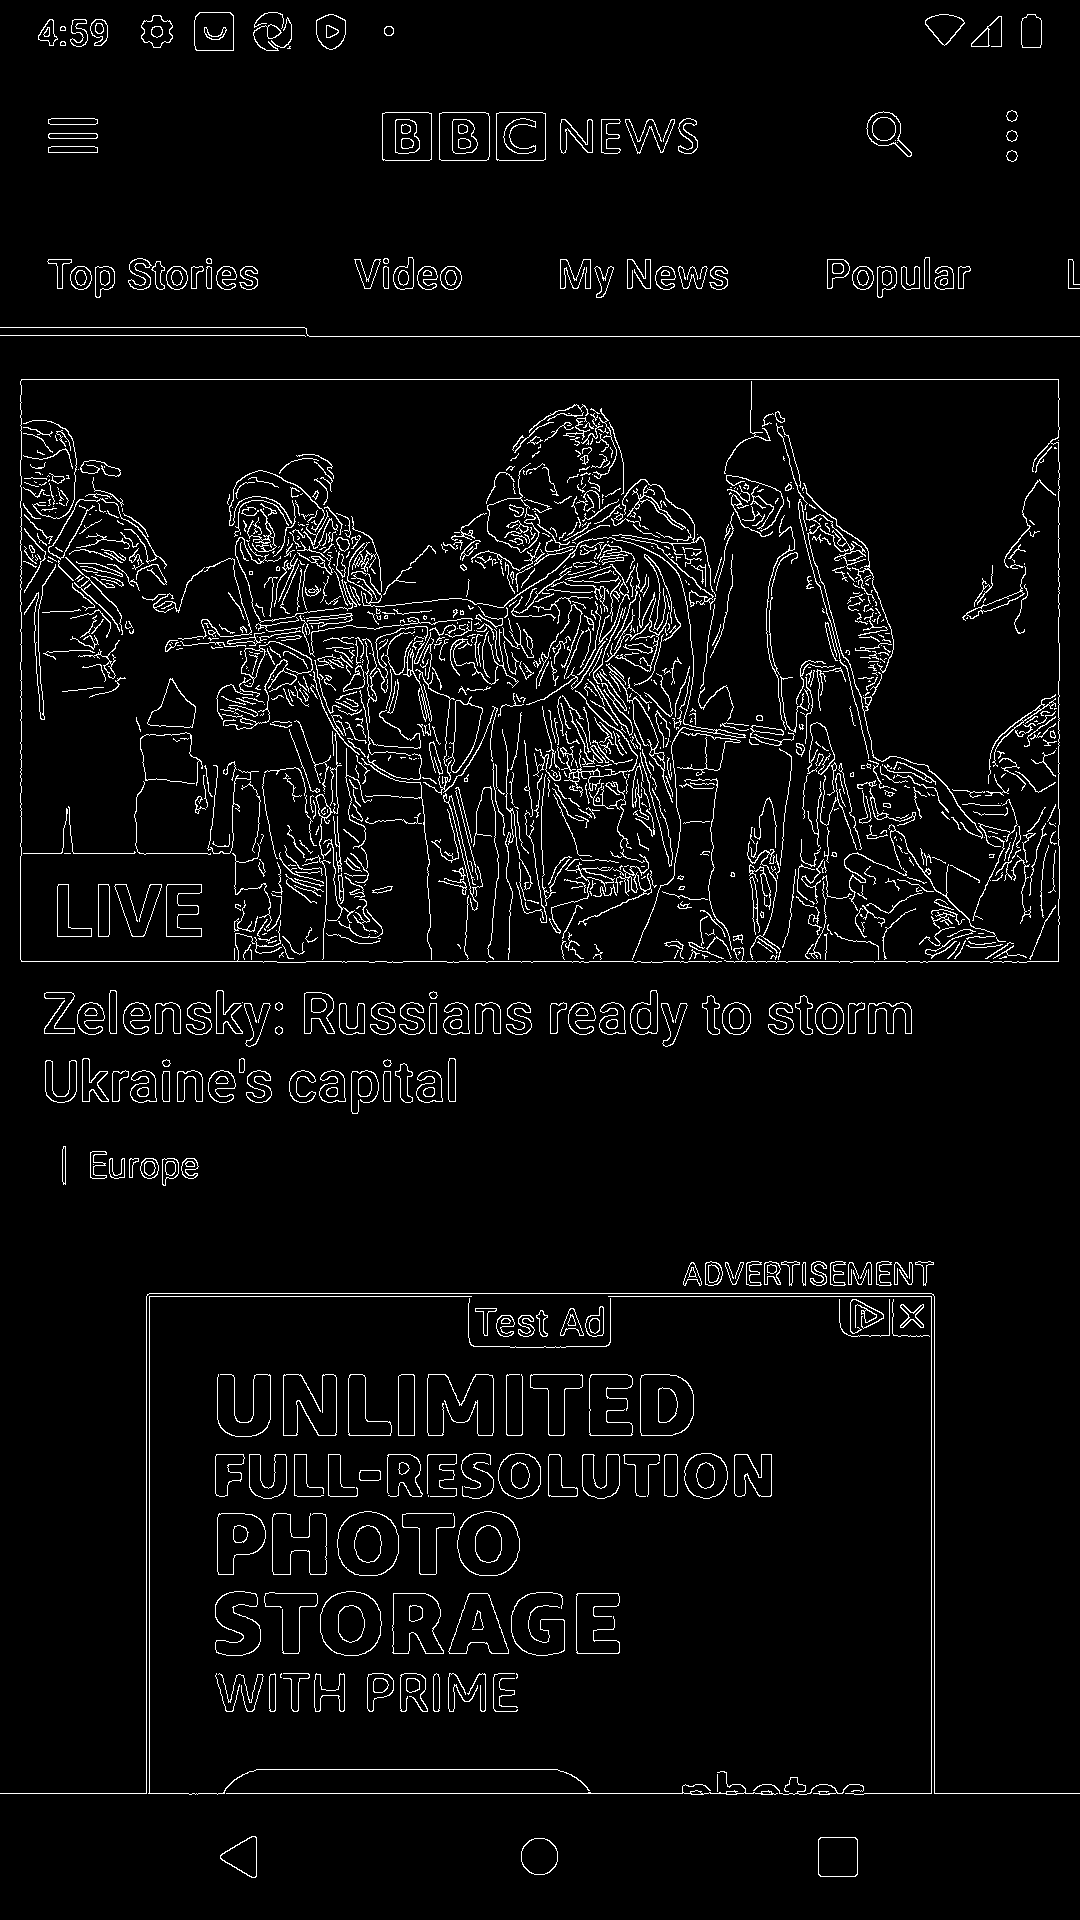 4:59
BBC NEWS
Top Stories Video My News Popular L
LIVE
Zelensky: Russians ready to storm
Ukraine's capital
| Europe
ADVERTISEMENT
Test Ad
UNLIMITED
FULL-RESOLUTION
PHOTO
STORAGE
WITH PRIME
photos